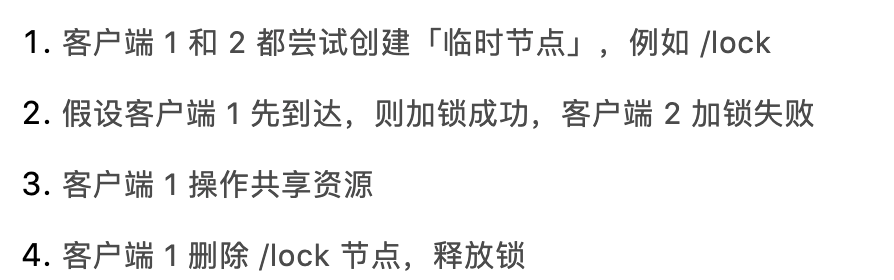 1. 客户端 1 和 2 都尝试创建「临时节点」，例如 /lock
2. 假设客户端 1 先到达，则加锁成功，客户端 2 加锁失败
3. 客户端 1 操作共享资源
4. 客户端 1 删除 /lock 节点，释放锁